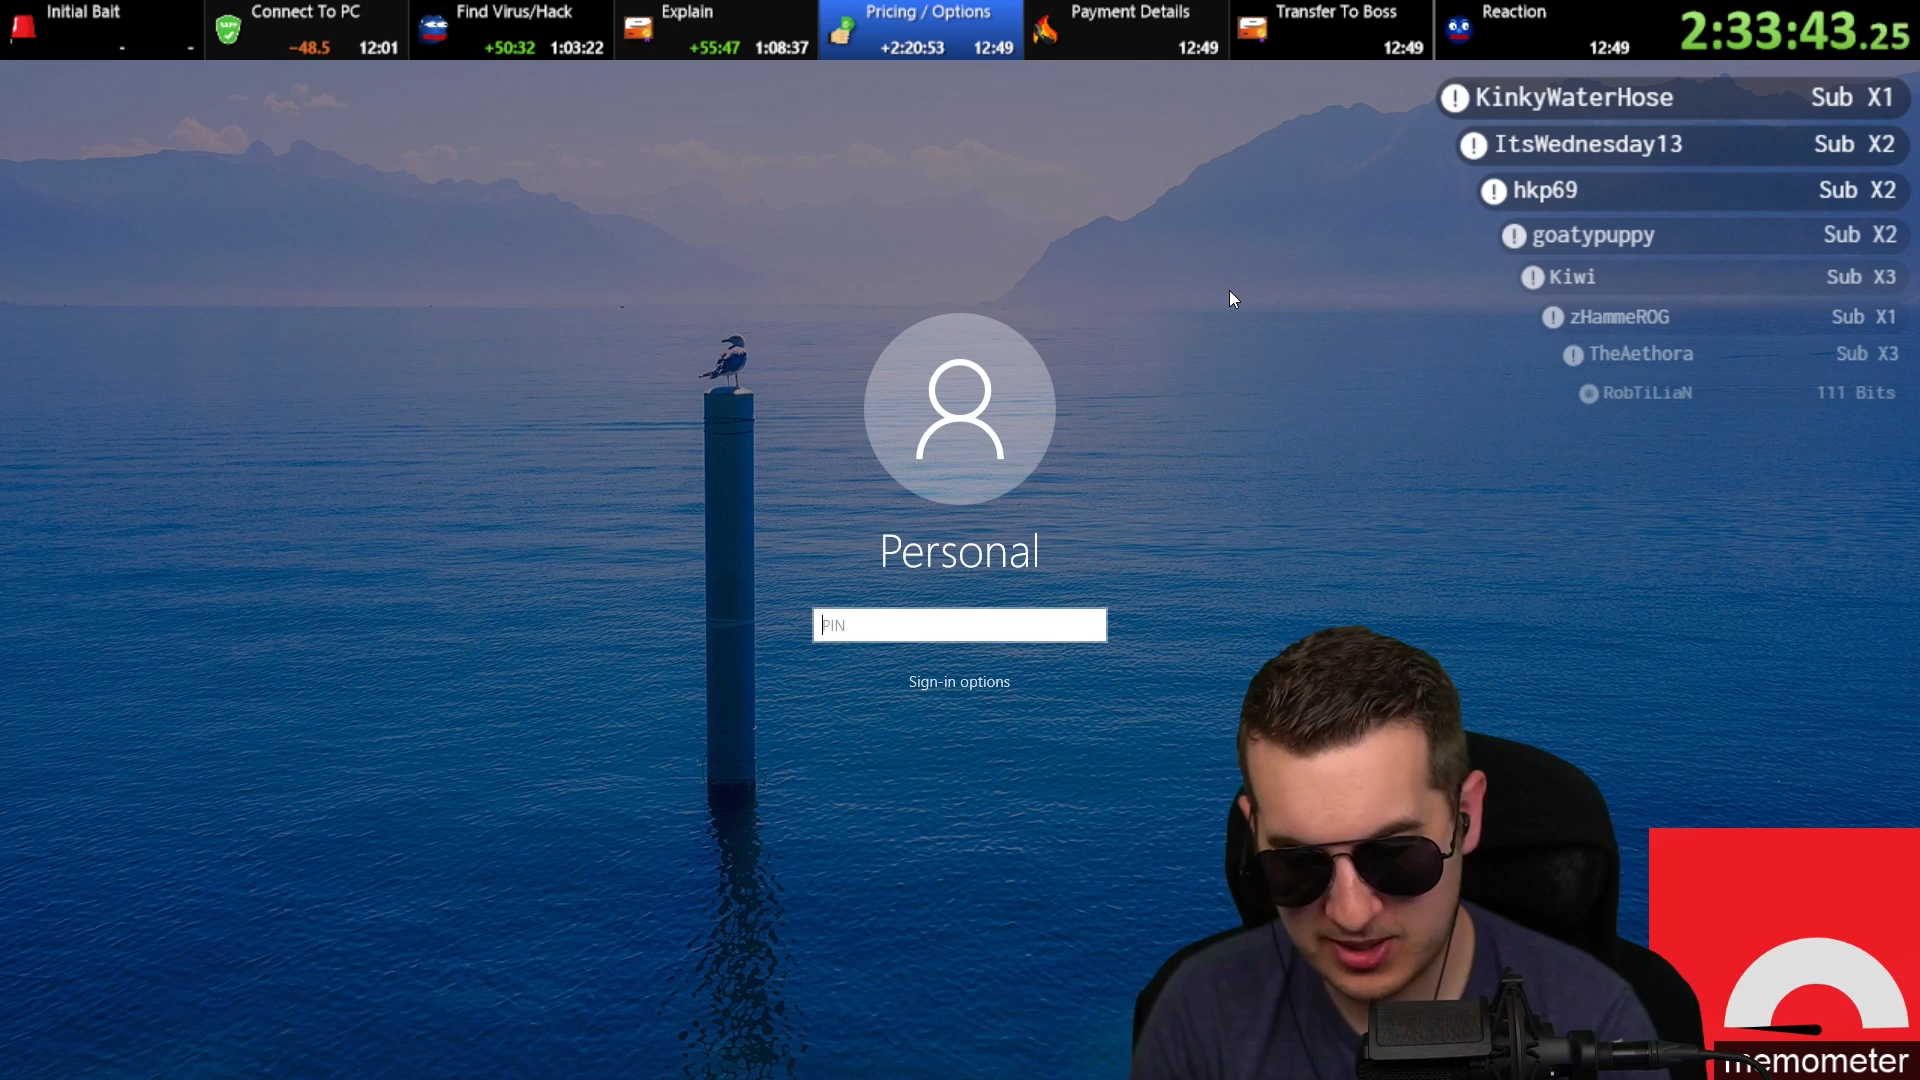 Initial Bait
- -
Connect To PC
-48.5 12:01
Find Virus/Hack
+50:32 1:03:22
Explain
+55:47 1:08:37
Pricing / Options
+2:20:53 12:49
Payment Details
12:49
Transfer To Boss
12:49
Reaction
12:49
2:33:43.25
KinkyWaterHose Sub X1
ItsWednesday13 Sub X2
hkp69 Sub X2
goatypuppy Sub X2
Kiwi Sub X3
zHammeROG Sub X1
TheAethora Sub X3
RobTiLiaN 111 Bits
Personal
PIN
Sign-in options
memometer